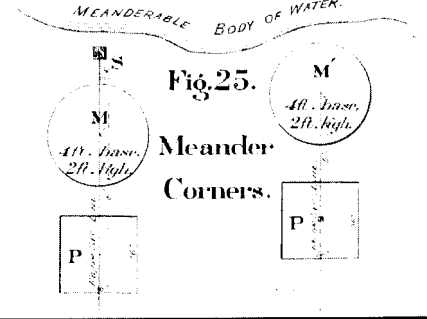 MEANDERABLE BODY OF WATER.
Fig. 25.
M
4ft. base.
2ft. high.
M'
4ft. base.
2ft. high.
Meander
Corners.
P
P